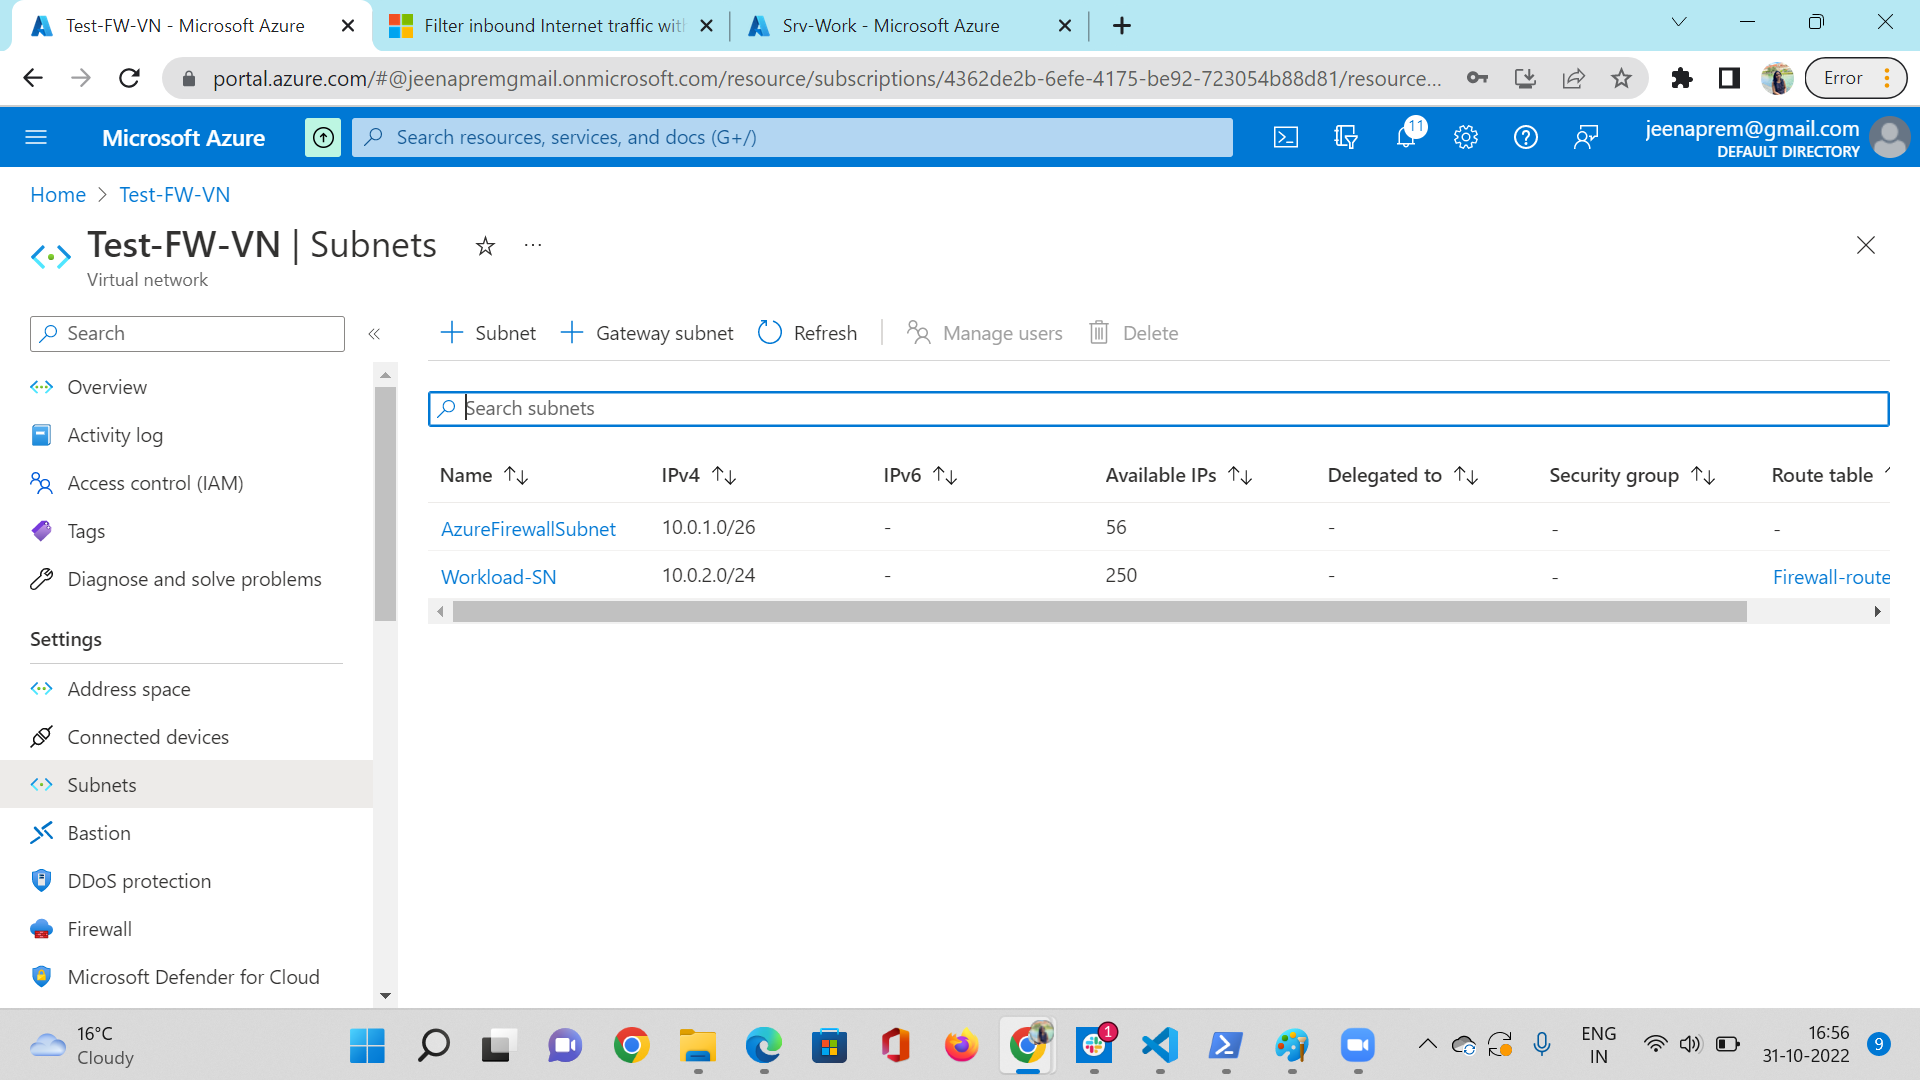 Test-FW-VN - Microsoft Azure
Filter inbound Internet traffic wit
Srv-Work - Microsoft Azure
portal.azure.com/#@jeenapremgmail.onmicrosoft.com/resource/subscriptions/4362de2b-6efe-4175-be92-723054b88d81/resource...
Error
Microsoft Azure
Search resources, services, and docs (G+/)
11
jeenaprem@gmail.com
DEFAULT DIRECTORY
Home > Test-FW-VN
Test-FW-VN | Subnets
Virtual network
Search
Subnet
Gateway subnet
Refresh
Manage users
Delete
Overview
Activity log
Access control (IAM)
Tags
Diagnose and solve problems
Settings
Address space
Connected devices
Subnets
Bastion
DDoS protection
Firewall
Microsoft Defender for Cloud
Search subnets
Name IPv4 IPv6 Available IPs Delegated to Security group Route table
AzureFirewallSubnet 10.0.1.0/26 - 56 - - -
Workload-SN 10.0.2.0/24 - 250 - - Firewall-route
16°C
Cloudy
1
ENG
IN
16:56
31-10-2022
9